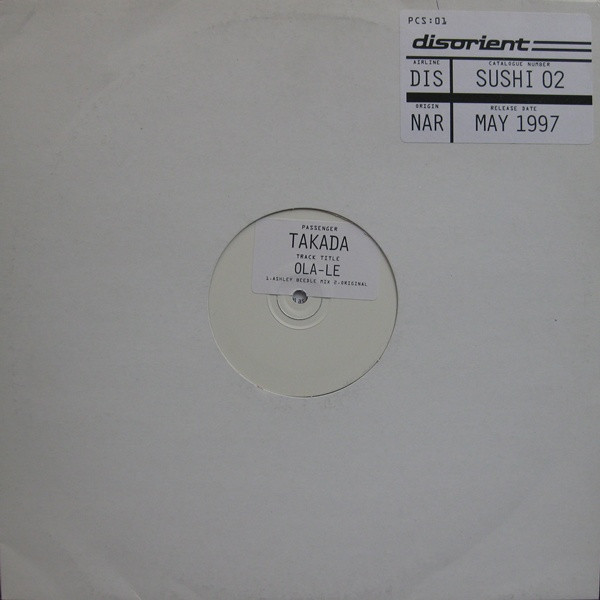 PCS:01
disorient
AIRLINE CATALOGUE NUMBER
DIS SUSHI 02
ORIGIN RELEASE DATE
NAR MAY 1997
PASSENGER
TAKADA
TRACK TITLE
OLA-LE
1.ASHLEY BEEDLE MIX 2.ORIGINAL